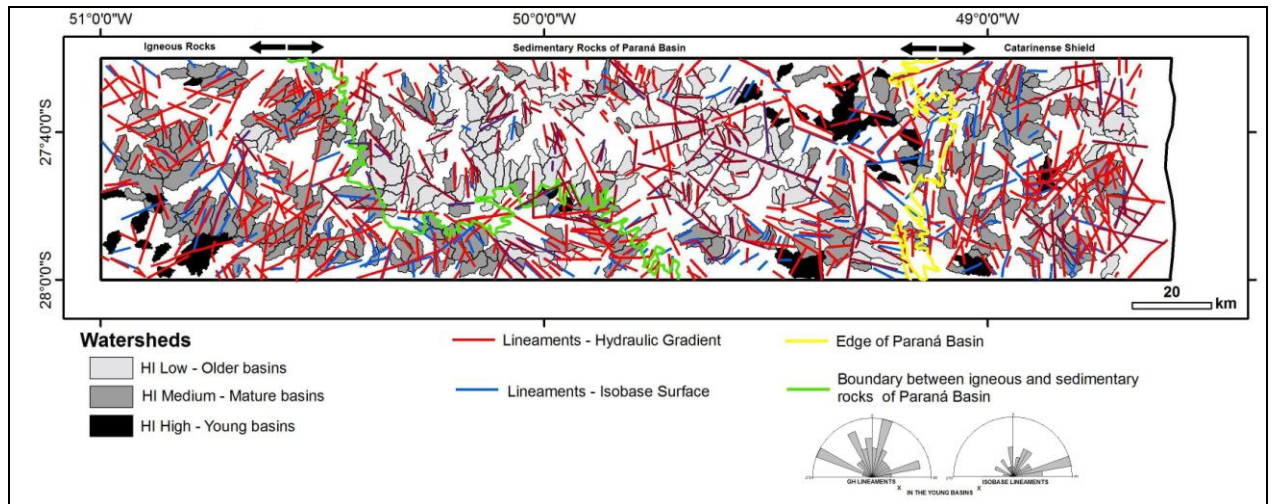 51°0'0"W 50°0'0"W 49°0'0"W
Igneous Rocks Sedimentary Rocks of Paraná Basin Catarinense Shield
27°40'0"S
28°0'0"S
20
km
Watersheds
HI Low - Older basins
HI Medium - Mature basins
HI High - Young basins
Lineaments - Hydraulic Gradient
Lineaments - Isobase Surface
Edge of Paraná Basin
Boundary between igneous and sedimentary
rocks of Paraná Basin
GH LINEAMENTS X ISOBASE LINEAMENTS X
IN THE YOUNG BASINS